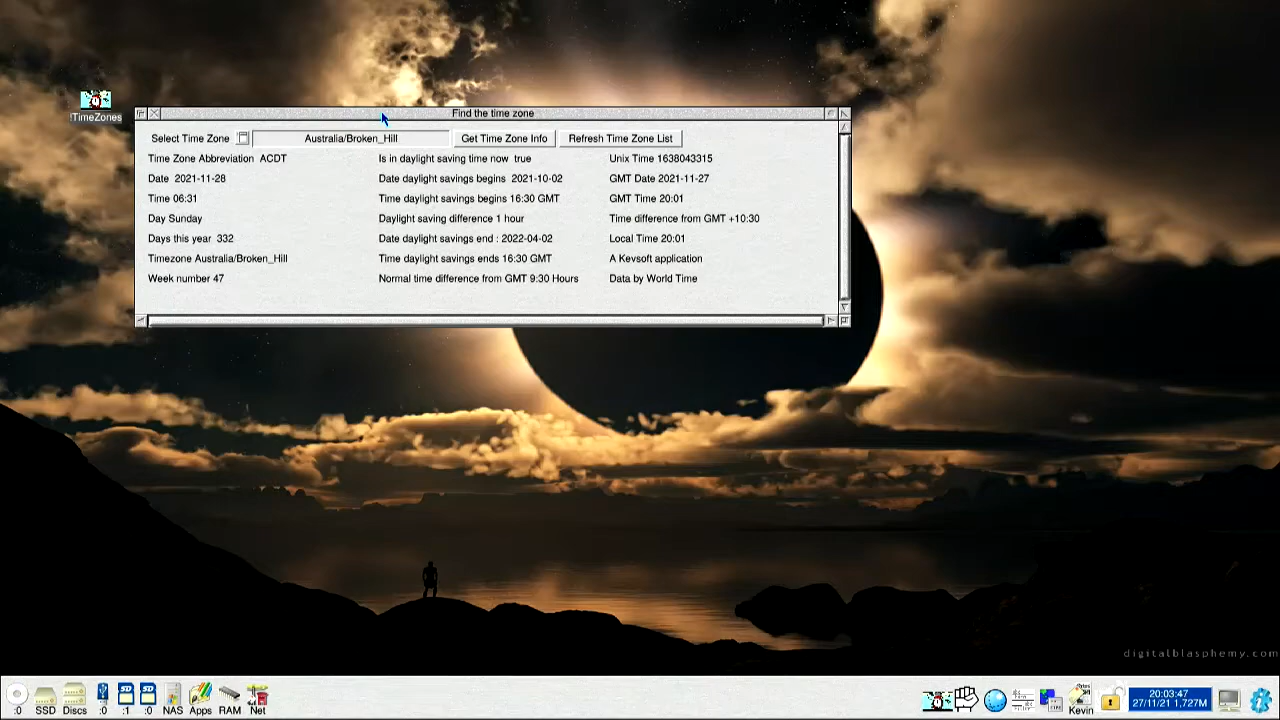 !TimeZones
Find the time zone
Select Time Zone Australia/Broken_Hill Get Time Zone Info Refresh Time Zone List
Time Zone Abbreviation ACDT Is in daylight saving time now true Unix Time 1638043315
Date 2021-11-28 Date daylight savings begins 2021-10-02 GMT Date 2021-11-27
Time 06:31 Time daylight savings begins 16:30 GMT GMT Time 20:01
Day Sunday Daylight saving difference 1 hour Time difference from GMT +10:30
Days this year 332 Date daylight savings end : 2022-04-02 Local Time 20:01
Timezone Australia/Broken_Hill Time daylight savings ends 16:30 GMT A Kevsoft application
Week number 47 Normal time difference from GMT 9:30 Hours Data by World Time
digitalblasphemy.com
SD SD 20:03:47
:0 SSD Discs :0 :1 :0 NAS Apps RAM Net Kevin 27/11/21 1,727M